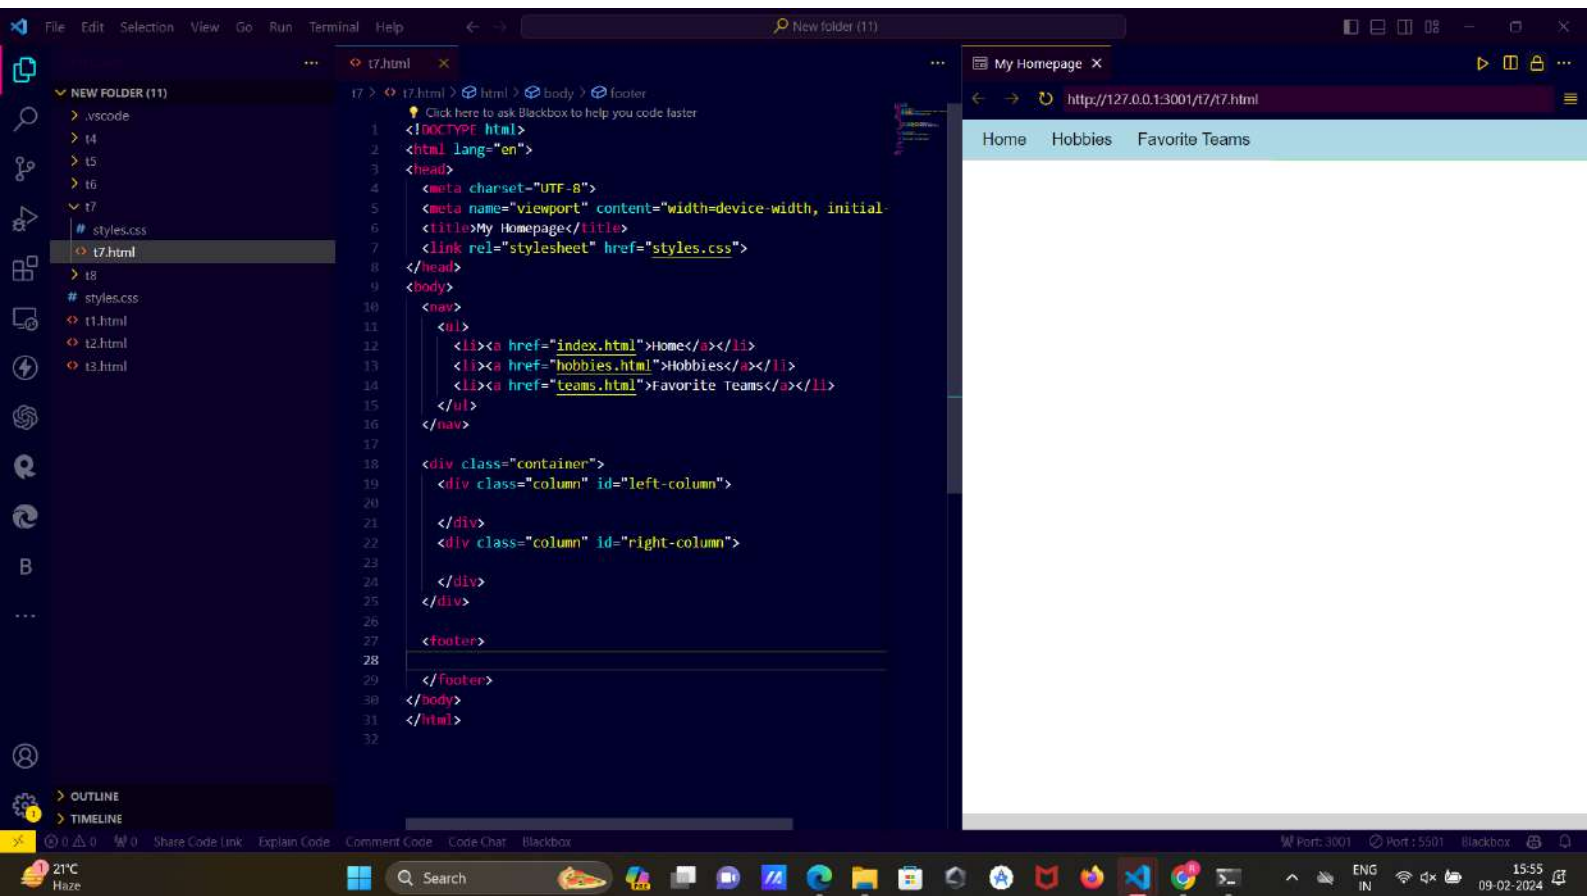 File Edit Selection View Go Run Terminal Help
New folder (11)
t7.html
My Homepage
NEW FOLDER (11)
.vscode
t4
t5
t6
t7
styles.css
t7.html
t8
styles.css
t1.html
t2.html
t3.html
OUTLINE
TIMELINE
t7 > t7.html > html > body > footer
Click here to ask Blackbox to help you code faster
1 <!DOCTYPE html>
2 <html lang="en">
3 <head>
4 <meta charset="UTF-8">
5 <meta name="viewport" content="width=device-width, initial-
6 <title>My Homepage</title>
7 <link rel="stylesheet" href="styles.css">
8 </head>
9 <body>
10 <nav>
11 <ul>
12 <li><a href="index.html">Home</a></li>
13 <li><a href="hobbies.html">Hobbies</a></li>
14 <li><a href="teams.html">Favorite Teams</a></li>
15 </ul>
16 </nav>
17
18 <div class="container">
19 <div class="column" id="left-column">
20
21 </div>
22 <div class="column" id="right-column">
23
24 </div>
25 </div>
26
27 <footer>
28
29 </footer>
30 </body>
31 </html>
32
http://127.0.0.1:3001/t7/t7.html
Home Hobbies Favorite Teams
0 0 0 Share Code Link Explain Code Comment Code Code Chat Blackbox
Port: 3001 Port : 5501 Blackbox
1 21°C
Haze
Search
ENG
IN
15:55
09-02-2024